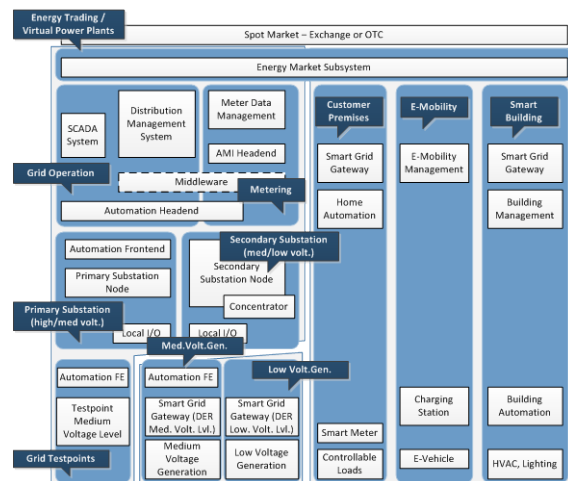 Energy Trading /
Virtual Power Plants
Spot Market – Exchange or OTC
Energy Market Subsystem
SCADA
System
Distribution
Management
System
Meter Data
Management
AMI Headend
Middleware
Grid Operation
Metering
Automation Headend
Customer
Premises
Smart Grid
Gateway
Home
Automation
Smart Meter
Controllable
Loads
E-Mobility
E-Mobility
Management
Charging
Station
E-Vehicle
Smart
Building
Smart Grid
Gateway
Building
Management
Building
Automation
HVAC, Lighting
Automation Frontend
Primary Substation
Node
Local I/O
Primary Substation
(high/med volt.)
Secondary Substation
(med/low volt.)
Secondary
Substation Node
Concentrator
Local I/O
Automation FE
Testpoint
Medium
Voltage Level
Grid Testpoints
Med.Volt.Gen.
Automation FE
Smart Grid
Gateway (DER
Med. Volt. Lvl.)
Medium
Voltage
Generation
Low Volt.Gen.
Smart Grid
Gateway (DER
Low. Volt. Lvl.)
Low Voltage
Generation